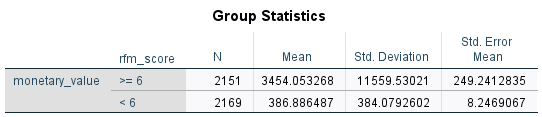 Group Statistics
rfm_score N Mean Std. Deviation Std. Error Mean
monetary_value >= 6 2151 3454.053268 11559.53021 249.2412835
< 6 2169 386.886487 384.0792602 8.2469067